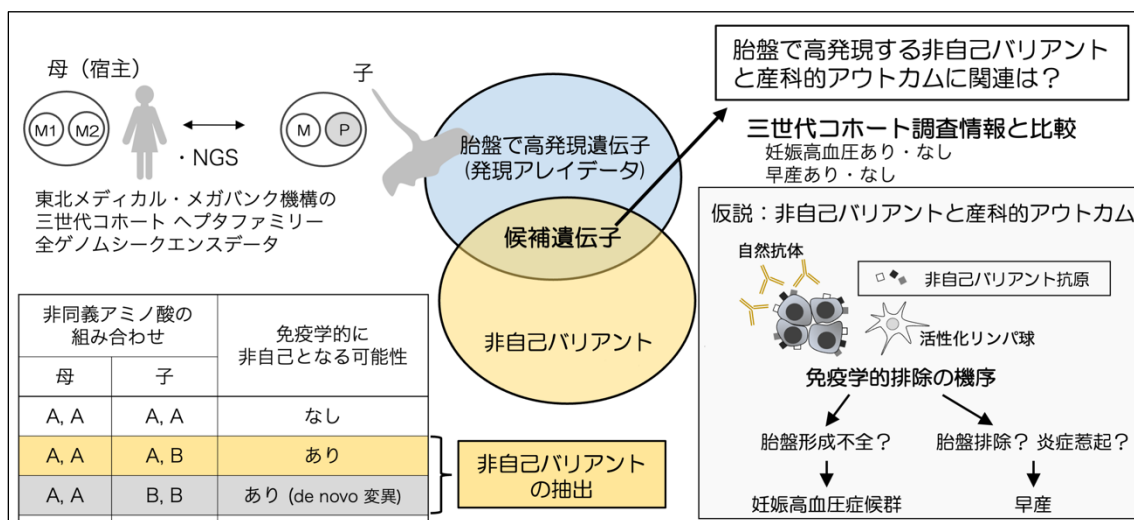 母（宿主）
M1 M2
・NGS
子
M P
東北メディカル・メガバンク機構の
三世代コホート ヘプタファミリー
全ゲノムシークエンスデータ
胎盤で高発現遺伝子
(発現アレイデータ)
候補遺伝子
非自己バリアント
胎盤で高発現する非自己バリアント
と産科的アウトカムに関連は？
三世代コホート調査情報と比較
妊娠高血圧あり・なし
早産あり・なし
仮説：非自己バリアントと産科的アウトカム
自然抗体
非自己バリアント抗原
活性化リンパ球
免疫学的排除の機序
胎盤形成不全？
胎盤排除？ 炎症惹起？
妊娠高血圧症候群
早産
非同義アミノ酸の
組み合わせ
免疫学的に
非自己となる可能性
母 子
A, A A, A なし
A, A A, B あり
A, A B, B あり (de novo 変異)
非自己バリアント
の抽出